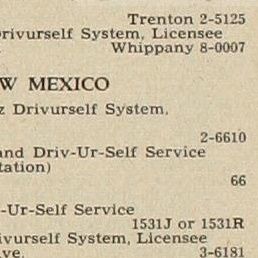 Trenton 2-5125
Drivurself System, Licensee
Whippany 8-0007
W MEXICO
z Drivurself System,
2-6610
and Driv-Ur-Self Service
tation)
66
-Ur-Self Service
1531J or 1531R
ivurself System, Licensee
ve. 3-6181